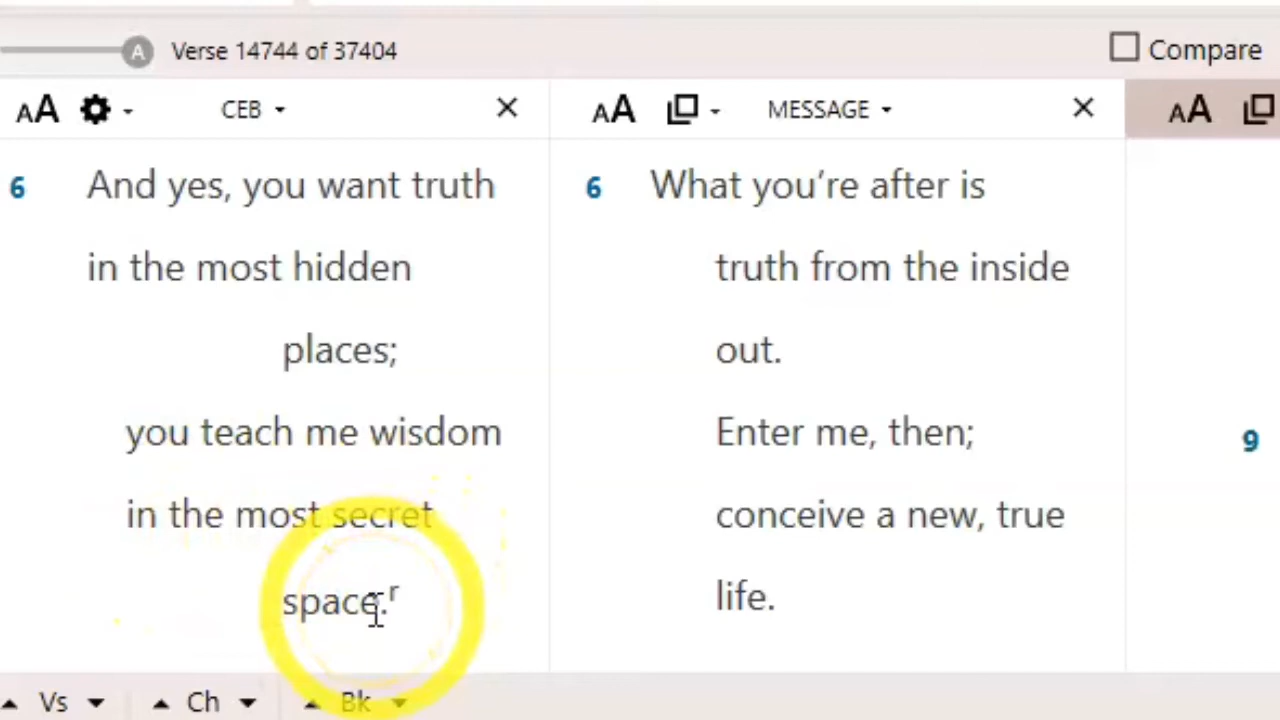 A Verse 14744 of 37404 Compare
AA CEB MESSAGE AA
6 And yes, you want truth
in the most hidden
places;
you teach me wisdom
in the most secret
space.r
6 What you're after is
truth from the inside
out.
Enter me, then;
conceive a new, true
life.
9
Vs Ch Bk